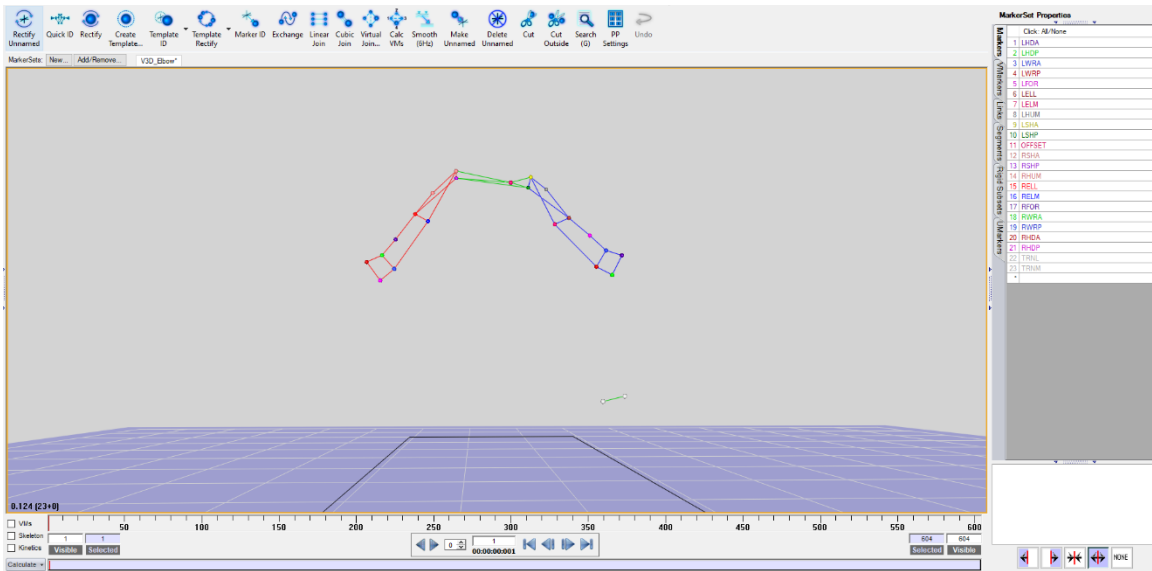 Rectify Unnamed
Quick ID
Rectify
Create Template...
Template ID
Template Rectify
Marker ID
Exchange
Linear Join
Cubic Join
Virtual Join...
Calc VMs
Smooth (6Hz)
Make Unnamed
Delete Unnamed
Cut
Cut Outside
Search (G)
PP Settings
Undo
MarkerSets: New... Add/Remove... V3D_Elbow*
0.124 (23+0)
VMs
Skeleton
Kinetics
50 100 150 200 250 300 350 400 450 500 550 600
1 1
Visible Selected
0
1
00:00:00:001
604 604
Selected Visible
Calculate
MarkerSet Properties
Markers
VMarkers
Links
Segments
Rigid Subsets
UMarkers
Click: All/None
1 LHDA
2 LHDP
3 LWRA
4 LWRP
5 LFOR
6 LELL
7 LELM
8 LHUM
9 LSHA
10 LSHP
11 OFFSET
12 RSHA
13 RSHP
14 RHUM
15 RELL
16 RELM
17 RFOR
18 RWRA
19 RWRP
20 RHDA
21 RHDP
22 TRNL
23 TRNM
*
NONE